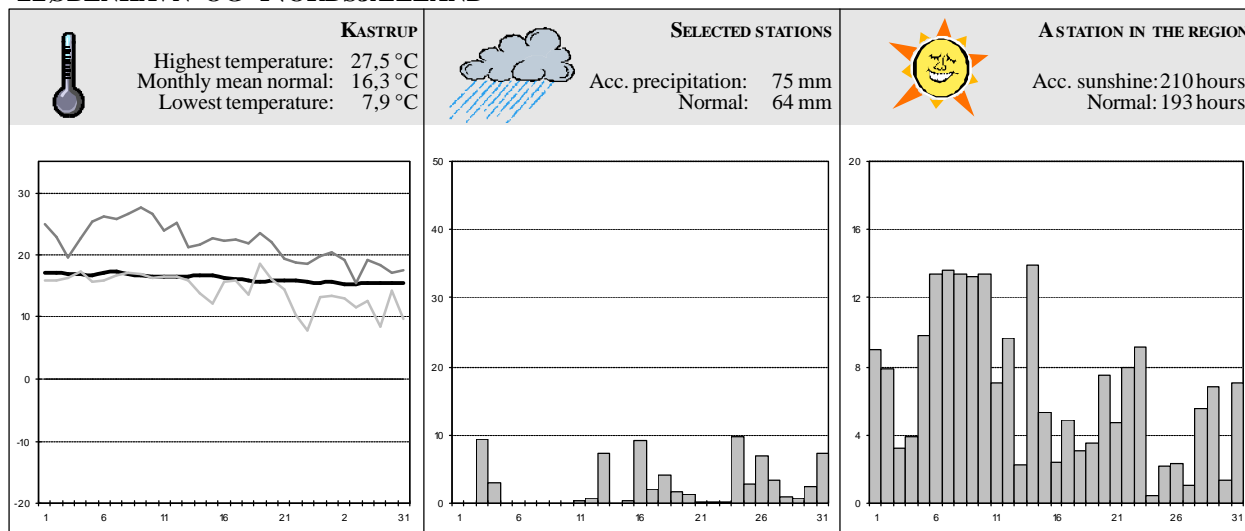 OG NORDSJÆLLAND
KASTRUP
Highest temperature: 27,5 °C
Monthly mean normal: 16,3 °C
Lowest temperature: 7,9 °C
30
20
10
0
-10
-20
1 6 11 16 21 2 31
SELECTED STATIONS
Acc. precipitation: 75 mm
Normal: 64 mm
50
40
30
20
10
0
1 6 11 16 21 26 31
A STATION IN THE REGION
Acc. sunshine: 210 hours
Normal: 193 hours
20
16
12
8
4
0
1 6 11 16 21 26 31